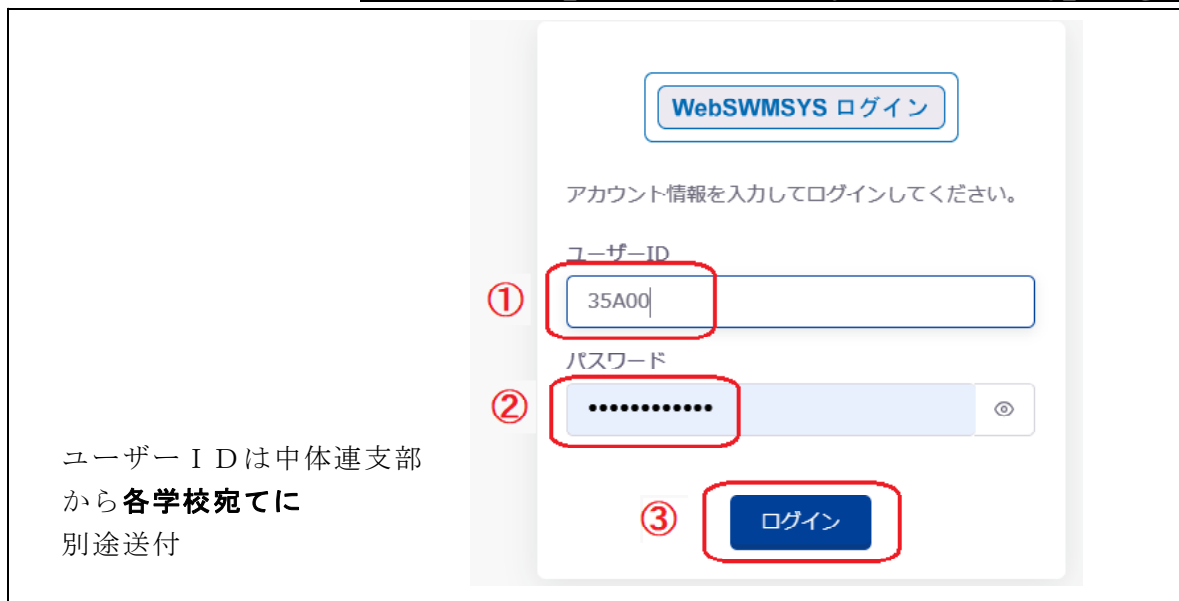 WebSWMSYS ログイン
アカウント情報を入力してログインしてください。
ユーザーID
① 35A00
パスワード
② ••••••••••••
ユーザーＩＤは中体連支部
から各学校宛てに
③ ログイン
別途送付